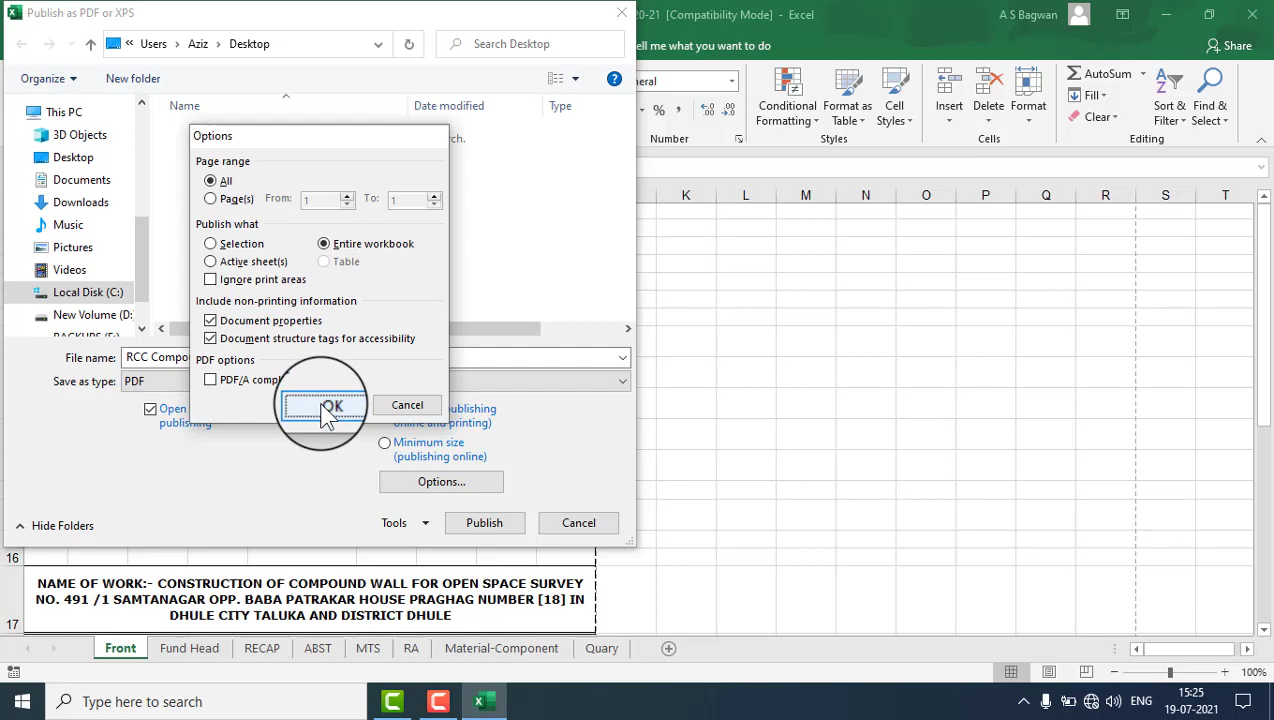 Publish as PDF or XPS
20-21 [Compatibility Mode] - Excel
A S Bagwan
Users
Aziz
Desktop
Search Desktop
ell me what you want to do
Share
Organize
New folder
This PC
3D Objects
Desktop
Documents
Downloads
Music
Pictures
Videos
Local Disk (C:)
New Volume (D:
BACKUPS (E:)
Name
Date modified
Type
rch.
Options
Page range
All
Page(s)
From:
1
To:
1
Publish what
Selection
Entire workbook
Active sheet(s)
Table
Ignore print areas
Include non-printing information
Document properties
Document structure tags for accessibility
PDF options
PDF/A compl
OK
Cancel
File name:
RCC Compo
Save as type:
PDF
Open
publishing
publishing
online and printing)
Minimum size
(publishing online)
Options...
Hide Folders
Tools
Publish
Cancel
neral
%
,
Number
Conditional
Formatting
Format as
Table
Cell
Styles
Styles
Insert
Delete
Format
Cells
AutoSum
Fill
Clear
Sort &
Filter
Find &
Select
Editing
K L M N O P Q R S T
16
NAME OF WORK:- CONSTRUCTION OF COMPOUND WALL FOR OPEN SPACE SURVEY
NO. 491 /1 SAMTANAGAR OPP. BABA PATRAKAR HOUSE PRAGHAG NUMBER [18] IN
DHULE CITY TALUKA AND DISTRICT DHULE
17
Front
Fund Head
RECAP
ABST
MTS
RA
Material-Component
Quary
100%
Type here to search
ENG
15:25
19-07-2021